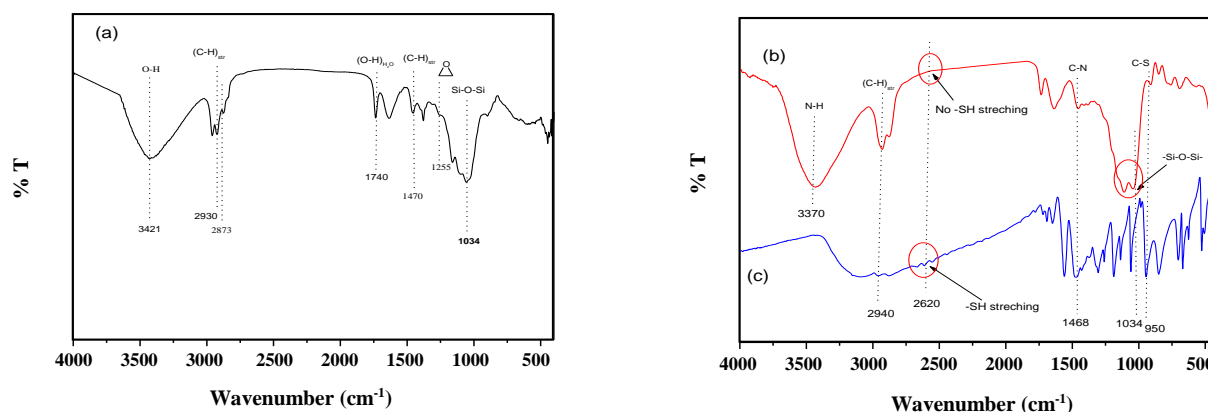 (a)
O-H
(C-H)str
(O-H)H2O
(C-H)str
Si-O-Si
3421
2930
2873
1740
1470
1255
1034
% T
4000 3500 3000 2500 2000 1500 1000 500
Wavenumber (cm-1)
(b)
N-H
(C-H)str
No -SH streching
C-N
C-S
-Si-O-Si-
3370
(c)
-SH streching
2940
2620
1468
1034
950
% T
4000 3500 3000 2500 2000 1500 1000 500
Wavenumber (cm-1)